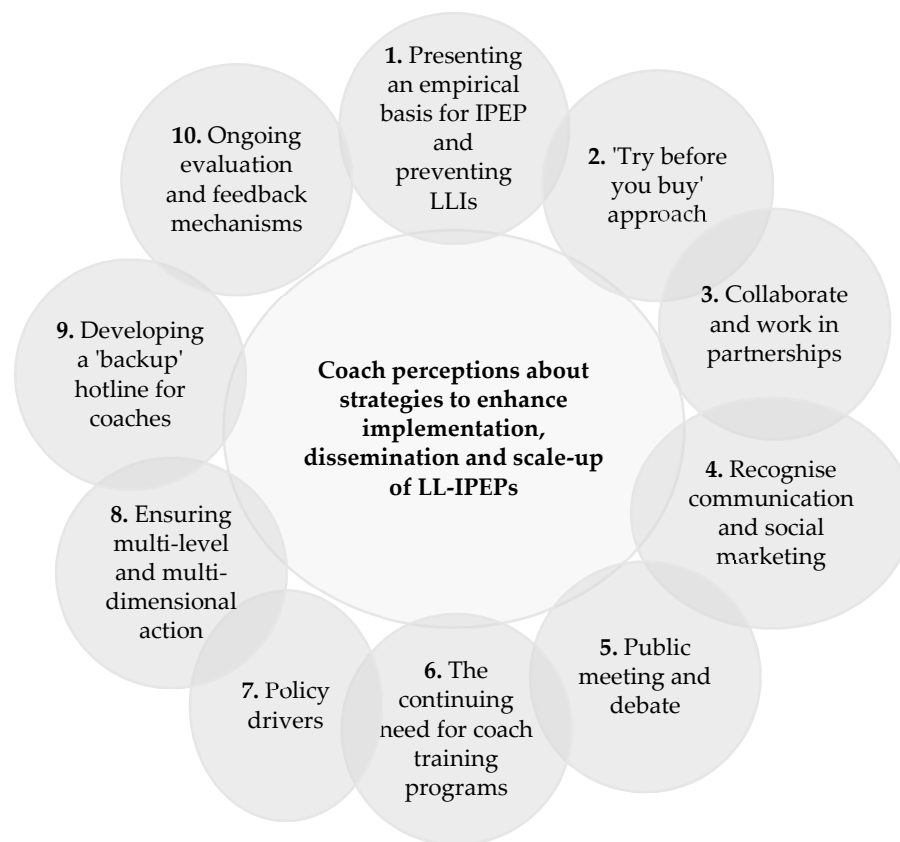 1. Presenting
an empirical
basis for IPEP
and
preventing
LLIs
2. 'Try before
you buy'
approach
3. Collaborate
and work in
partnerships
4. Recognise
communication
and social
marketing
5. Public
meeting and
debate
6. The
continuing
need for coach
training
programs
7. Policy
drivers
8. Ensuring
multi-level
and multi-
dimensional
action
9. Developing
a 'backup'
hotline for
coaches
10. Ongoing
evaluation
and feedback
mechanisms
Coach perceptions about
strategies to enhance
implementation,
dissemination and scale-up
of LL-IPEPs